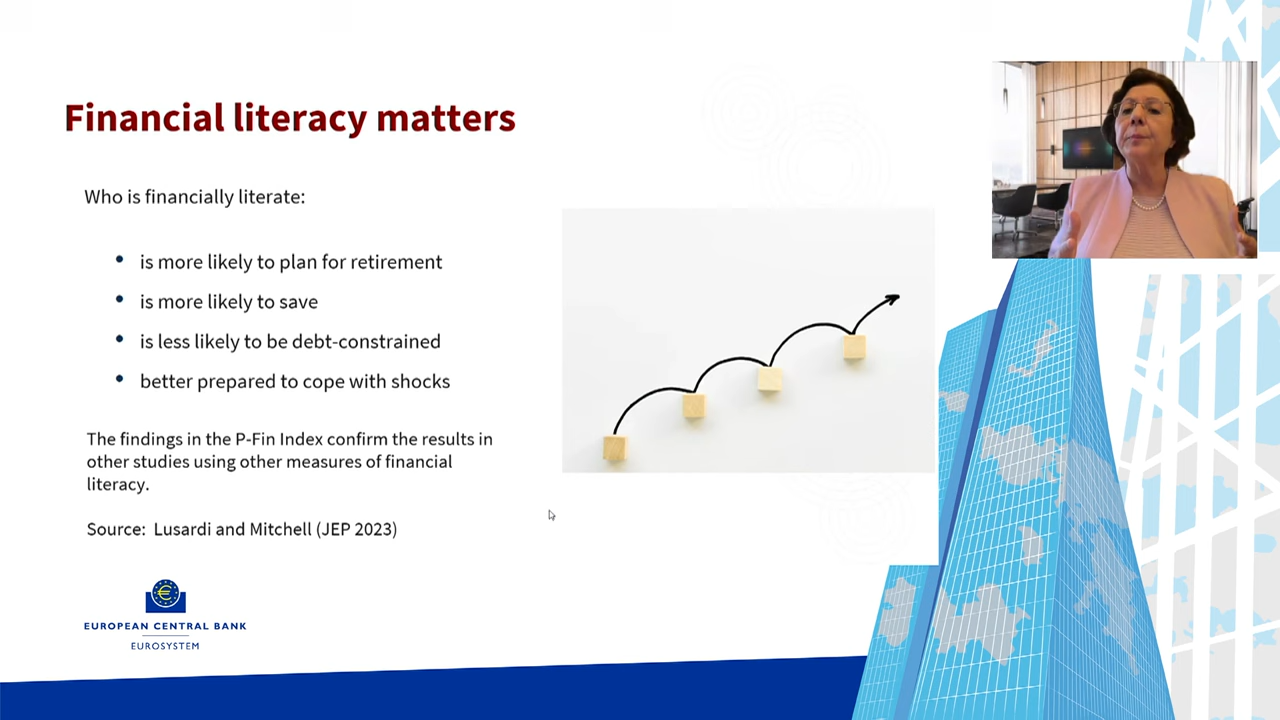 Financial literacy matters
Who is financially literate:
• is more likely to plan for retirement
• is more likely to save
• is less likely to be debt-constrained
• better prepared to cope with shocks
The findings in the P-Fin Index confirm the results in
other studies using other measures of financial
literacy.
Source: Lusardi and Mitchell (JEP 2023)
€
EUROPEAN CENTRAL BANK
EUROSYSTEM